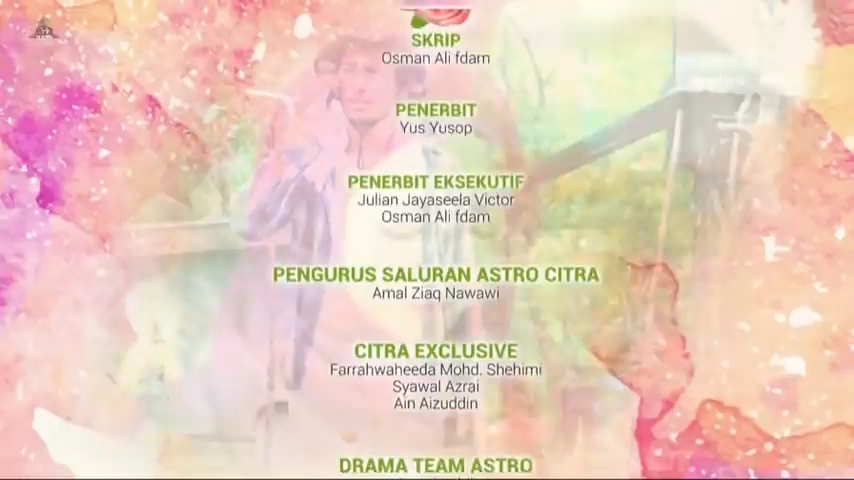 SKRIP
Osman Ali fdam
PENERBIT
Yus Yusop
PENERBIT EKSEKUTIF
Julian Jayaseela Victor
Osman Ali fdam
PENGURUS SALURAN ASTRO CITRA
Amal Ziaq Nawawi
CITRA EXCLUSIVE
Farrahwaheeda Mohd. Shehimi
Syawal Azrai
Ain Aizuddin
DRAMA TEAM ASTRO